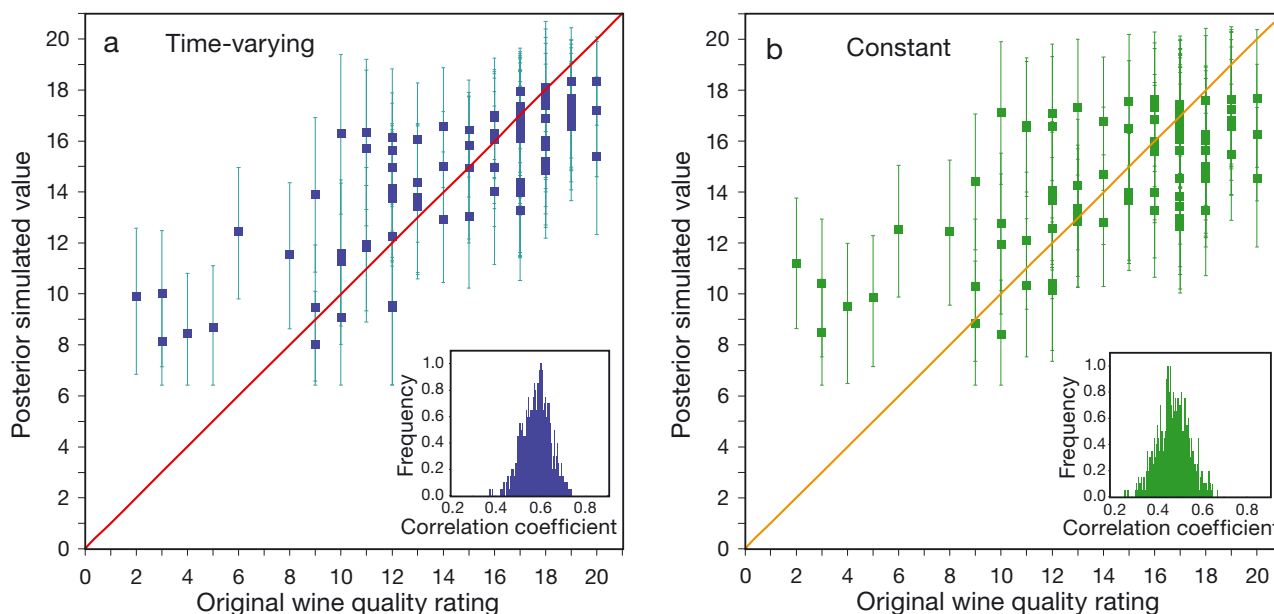 a Time-varying
Posterior simulated value
20
18
16
14
12
10
8
6
4
2
0
0 2 4 6 8 10 12 14 16 18 20
Original wine quality rating
Frequency
1.0
0.8
0.6
0.4
0.2
0.0
0.2 0.4 0.6 0.8
Correlation coefficient
b Constant
Posterior simulated value
20
18
16
14
12
10
8
6
4
2
0
0 2 4 6 8 10 12 14 16 18 20
Original wine quality rating
Frequency
1.0
0.8
0.6
0.4
0.2
0.0
0.2 0.4 0.6 0.8
Correlation coefficient